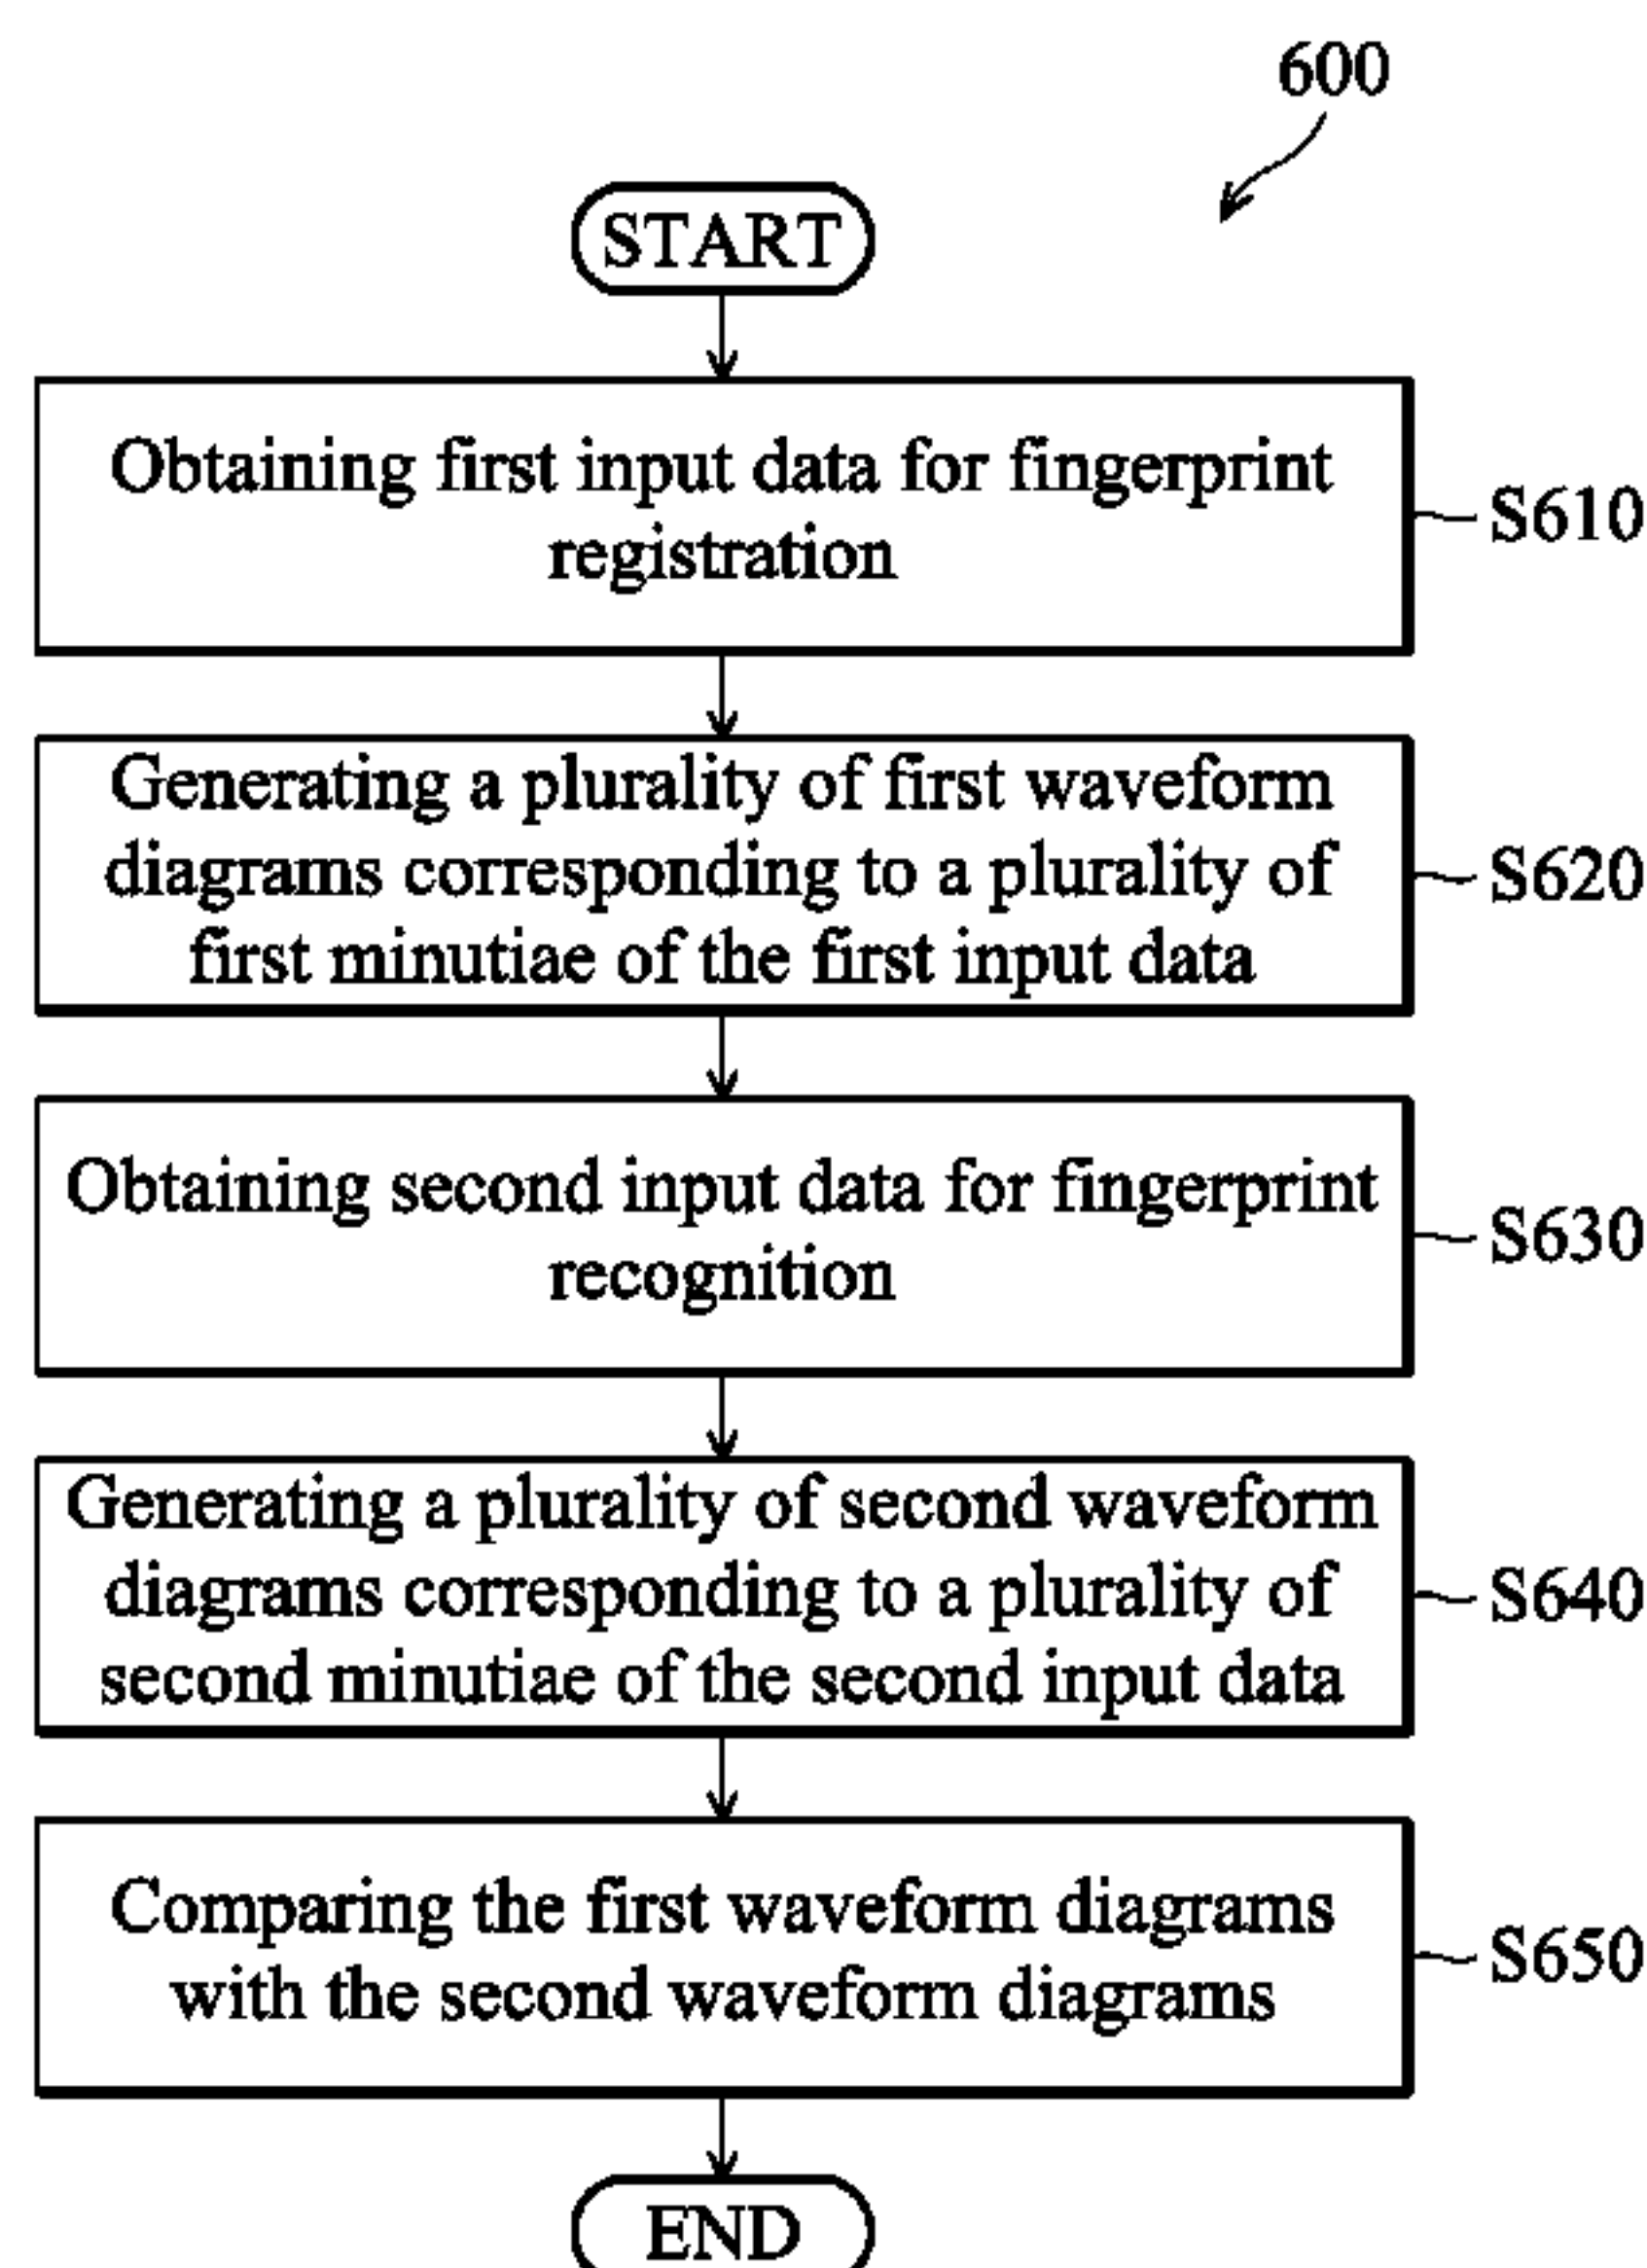 600
START
Obtaining first input data for fingerprint
registration
S610
Generating a plurality of first waveform
diagrams corresponding to a plurality of
first minutiae of the first input data
S620
Obtaining second input data for fingerprint
recognition
S630
Generating a plurality of second waveform
diagrams corresponding to a plurality of
second minutiae of the second input data
S640
Comparing the first waveform diagrams
with the second waveform diagrams
S650
END